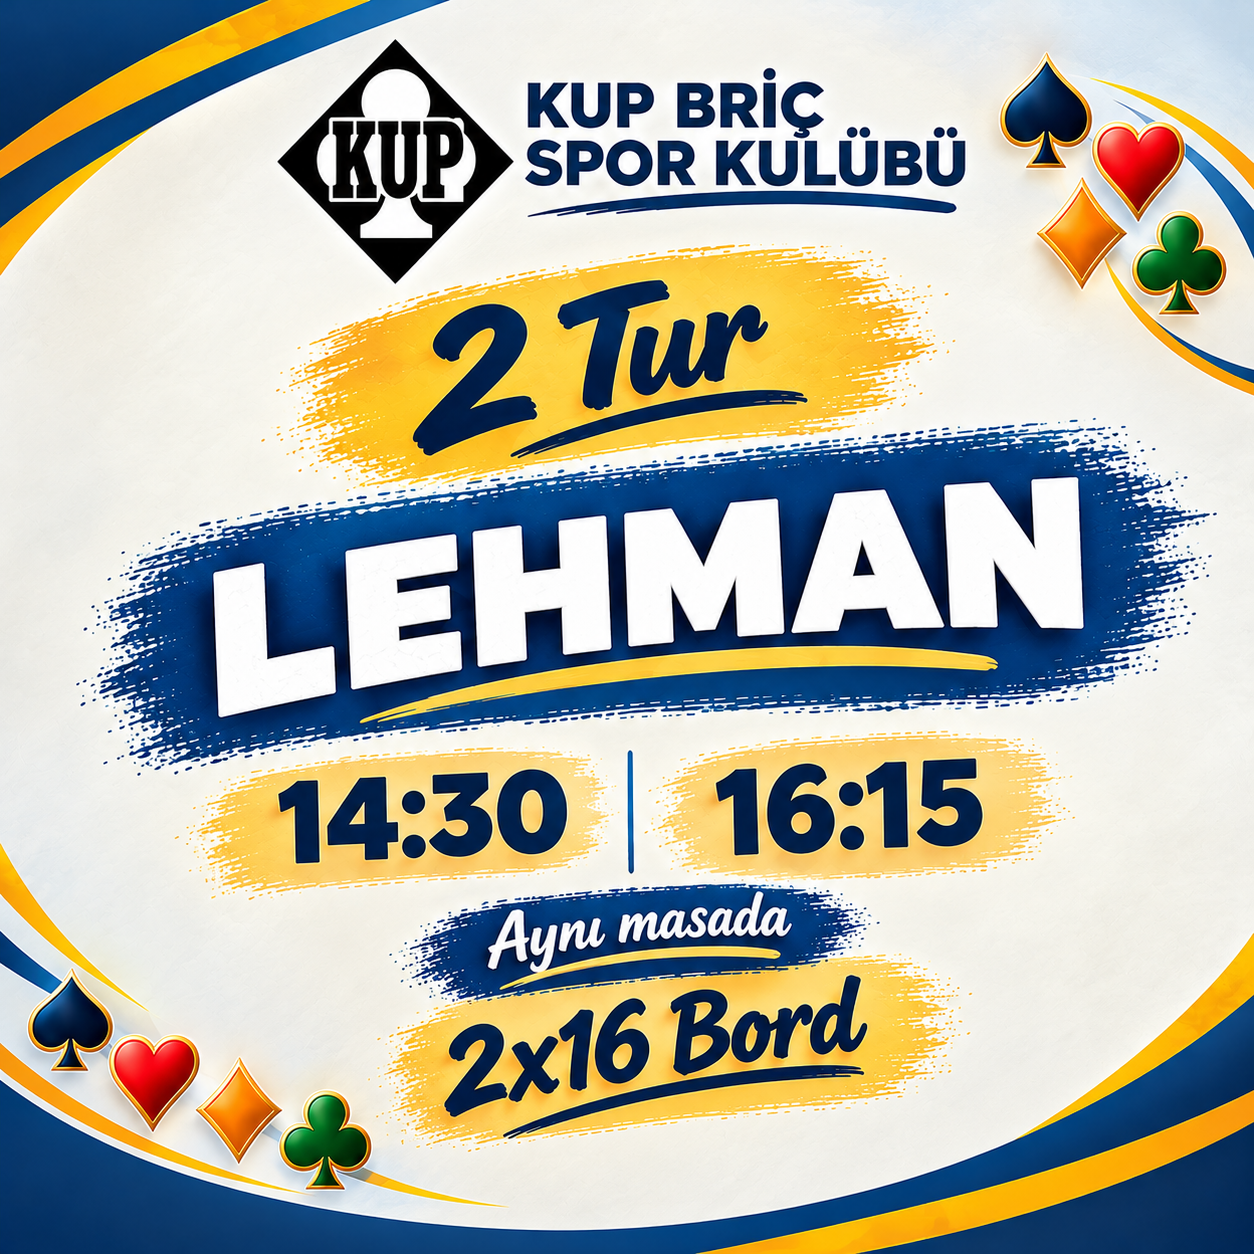 KUP
KUP BRİÇ
SPOR KULÜBÜ
2 Tur
LEHMAN
14:30 | 16:15
Aynı masada
2x16 Bord